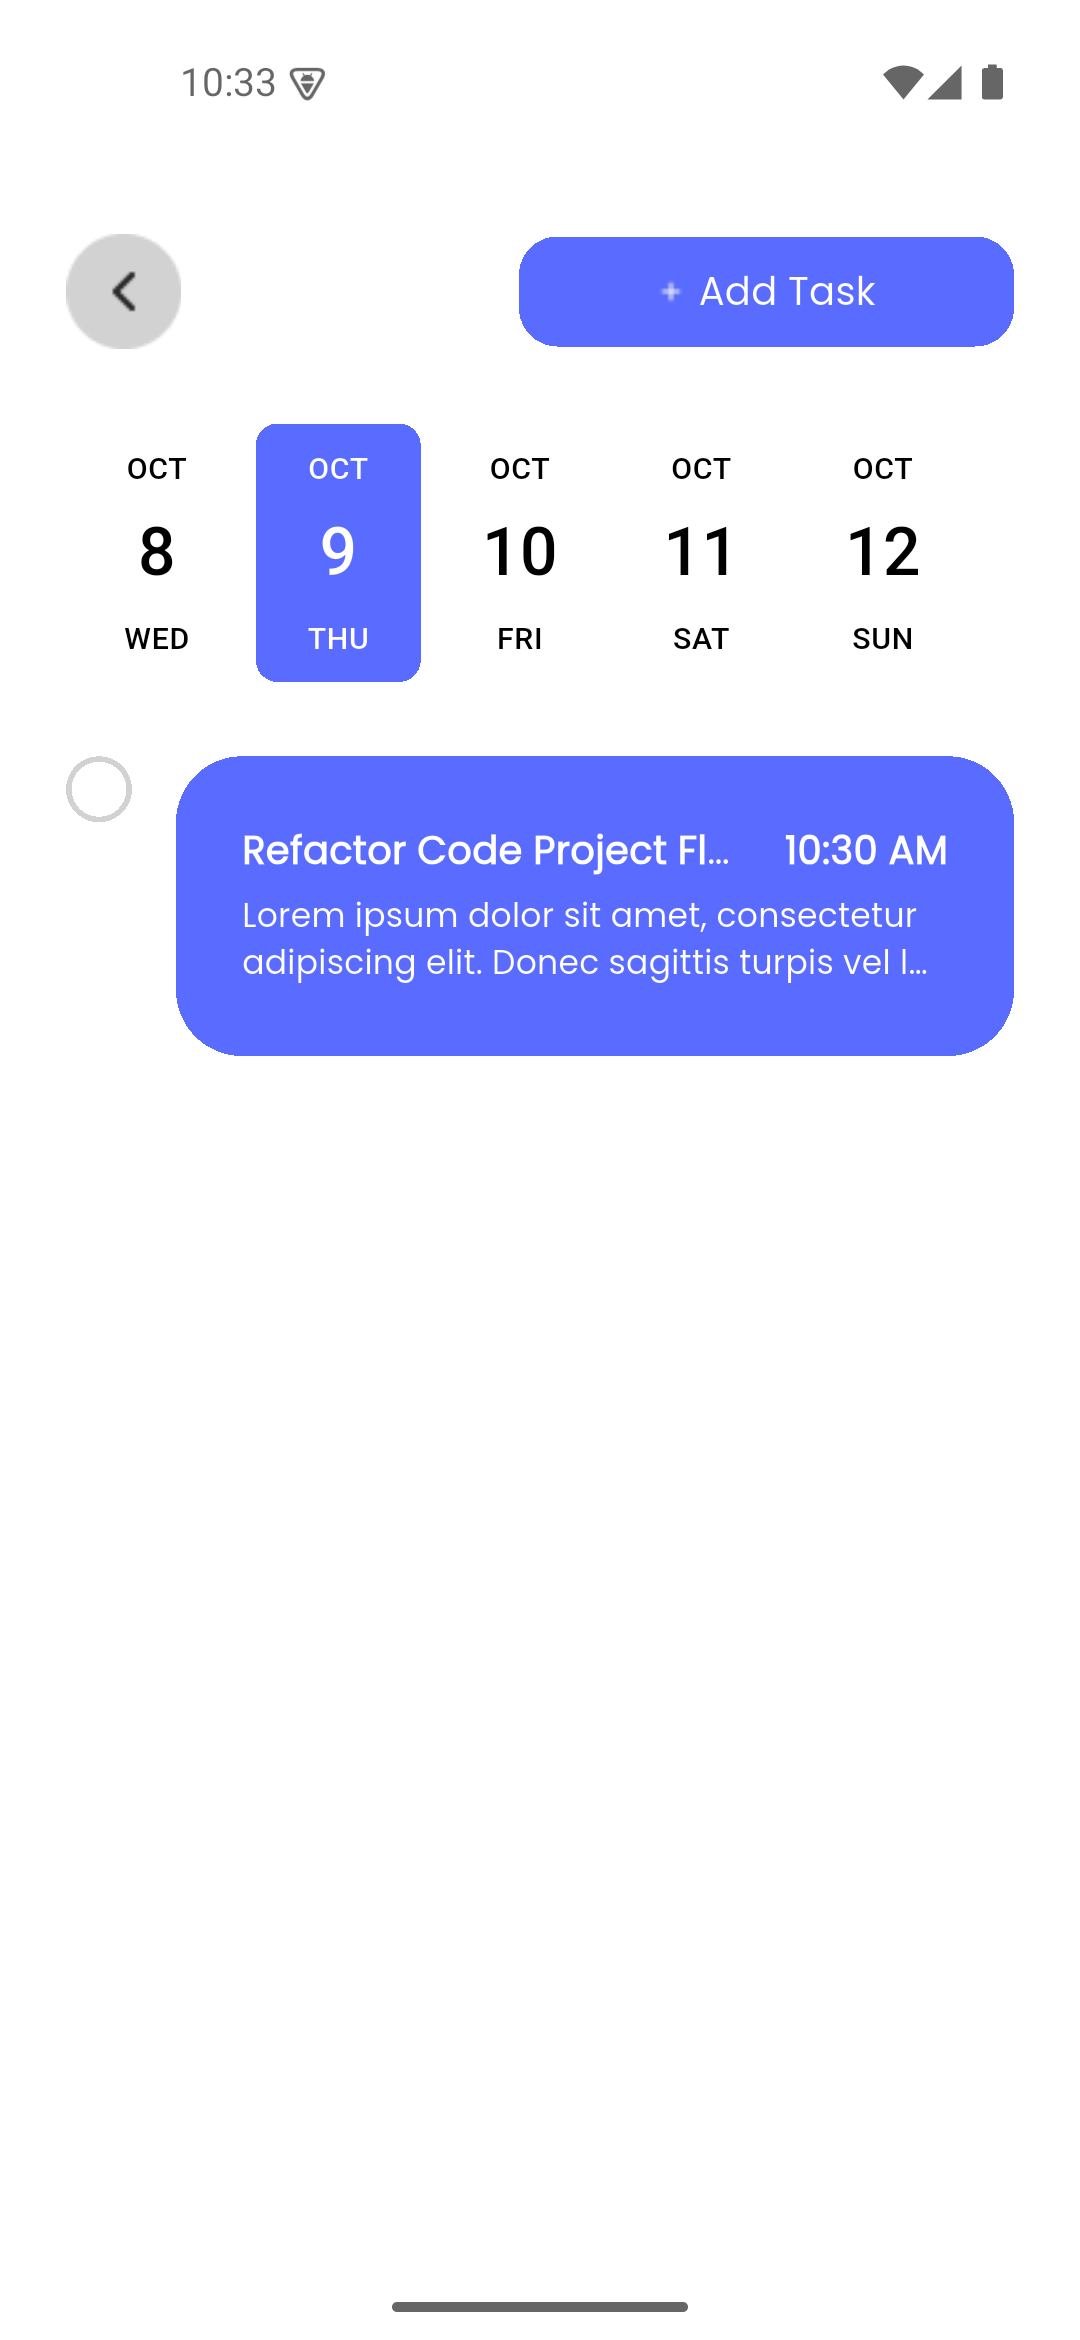 10:33
+ Add Task
OCT OCT OCT OCT OCT
8 9 10 11 12
WED THU FRI SAT SUN
Refactor Code Project Fl... 10:30 AM
Lorem ipsum dolor sit amet, consectetur
adipiscing elit. Donec sagittis turpis vel l...